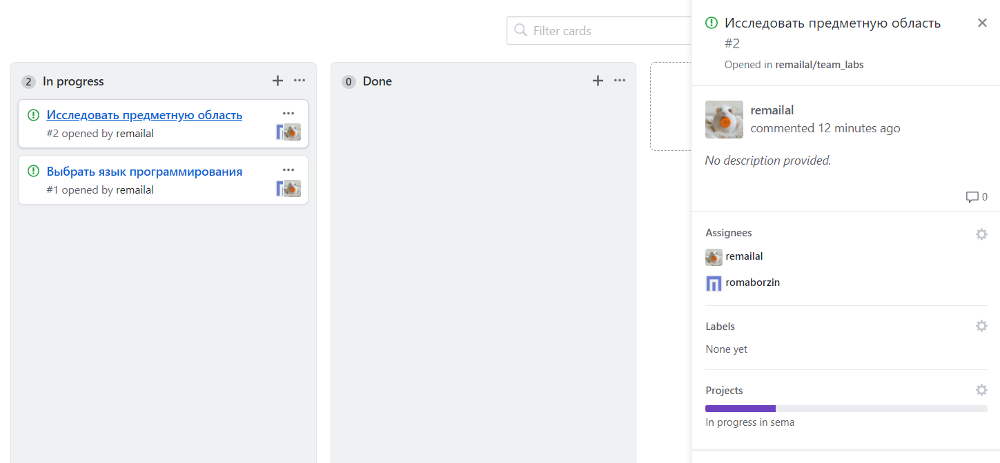 Filter cards
2 In progress
Исследовать предметную область
#2 opened by remailal
Выбрать язык программирования
#1 opened by remailal
0 Done
Исследовать предметную область
#2
Opened in remailal/team_labs
remailal
commented 12 minutes ago
No description provided.
0
Assignees
remailal
romaborzin
Labels
None yet
Projects
In progress in sema